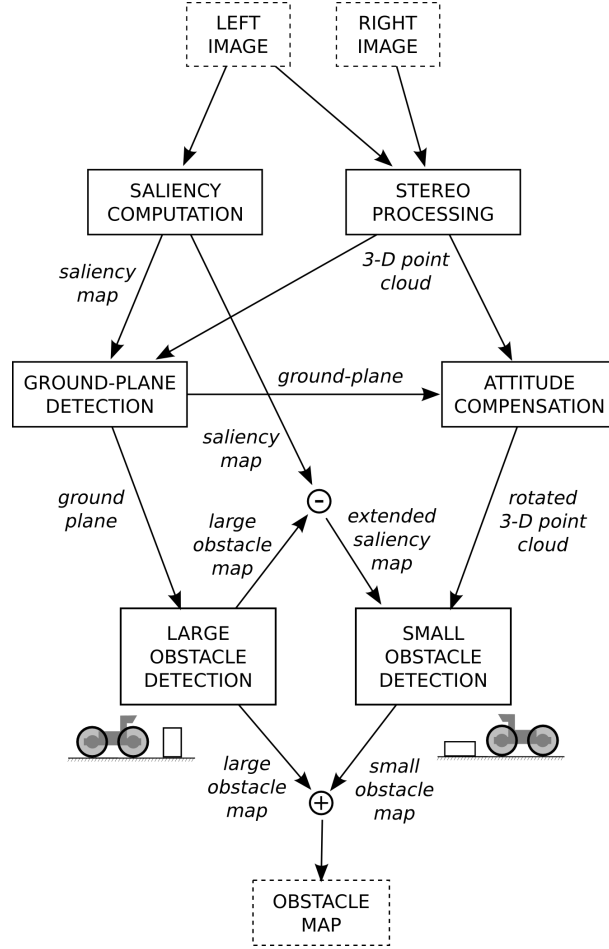 LEFT
IMAGE
RIGHT
IMAGE
SALIENCY
COMPUTATION
STEREO
PROCESSING
saliency
map
3-D point
cloud
GROUND-PLANE
DETECTION
ground-plane
ATTITUDE
COMPENSATION
saliency
map
ground
plane
-
large
obstacle
map
extended
saliency
map
rotated
3-D point
cloud
LARGE
OBSTACLE
DETECTION
SMALL
OBSTACLE
DETECTION
large
obstacle
map
+
small
obstacle
map
OBSTACLE
MAP